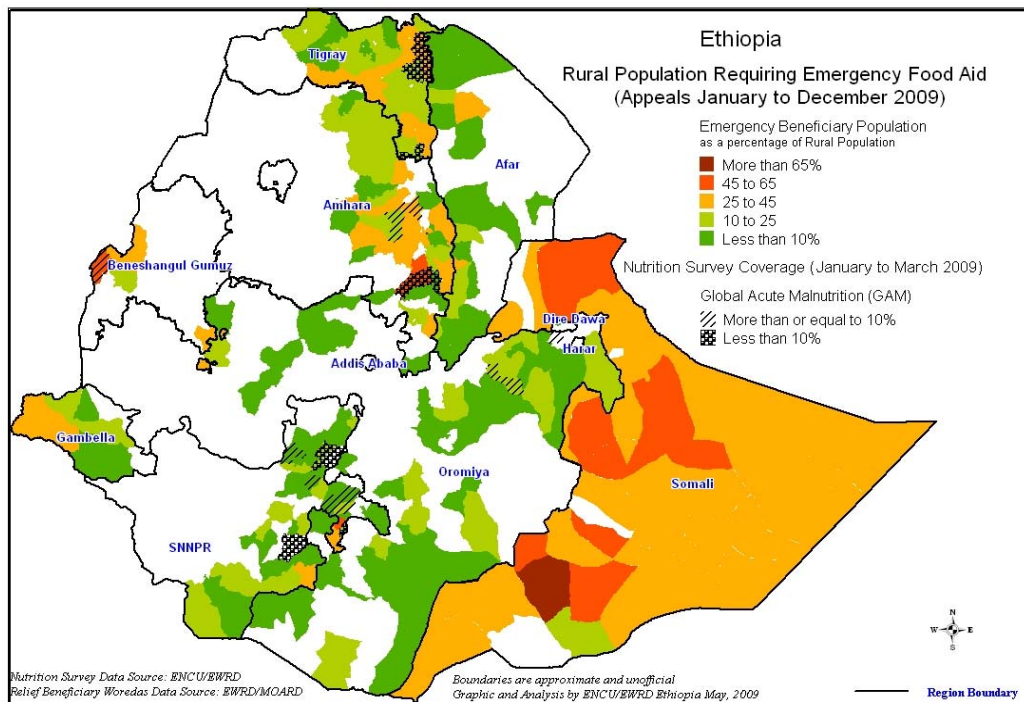 Ethiopia
Rural Population Requiring Emergency Food Aid
(Appeals January to December 2009)
Emergency Beneficiary Population
as a percentage of Rural Population
More than 65%
45 to 65
25 to 45
10 to 25
Less than 10%
Nutrition Survey Coverage (January to March 2009)
Global Acute Malnutrition (GAM)
More than or equal to 10%
Less than 10%
Tigray
Afar
Amhara
Beneshangul Gumuz
Dire Dawa
Harar
Addis Ababa
Gambella
Oromiya
Somali
SNNPR
N
W E
S
Nutrition Survey Data Source: ENCU/EWRD
Relief Beneficiary Woredas Data Source: EWRD/MOARD
Boundaries are approximate and unofficial
Graphic and Analysis by ENCU/EWRD Ethiopia May, 2009
Region Boundary